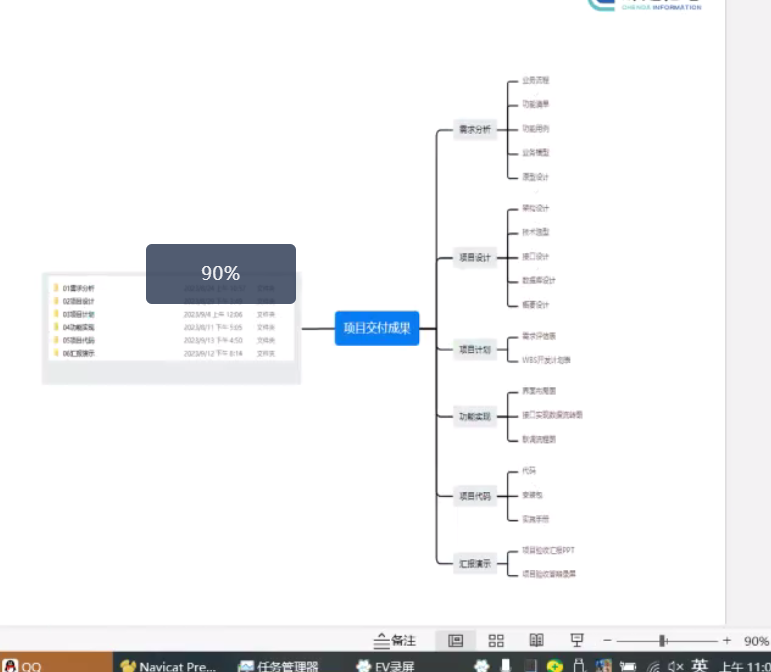 CHENGX INFORMATION
业务流程
功能清单
需求分析
功能用例
业务模型
原型设计
架构设计
技术选型
项目设计
接口设计
数据库设计
概要设计
90%
01需求分析
02项目设计
03项目计划 2023/9/4 上午 12:06 文件夹
04功能实现 2023/9/11 下午 5:05 文件夹
05项目代码 2023/9/13 下午 4:50 文件夹
06汇报演示 2023/9/12 下午 8:14 文件夹
项目交付成果
需求评估表
项目计划
WBS开发计划表
界面布局图
功能实现
接口实现数据流转图
软调流程图
代码
项目代码
安装包
实施手册
项目验收汇报PPT
汇报演示
项目验收演练录屏
备注
90%
QQ
Navicat Pre...
任务管理器
EV录屏
英
上午 11:0